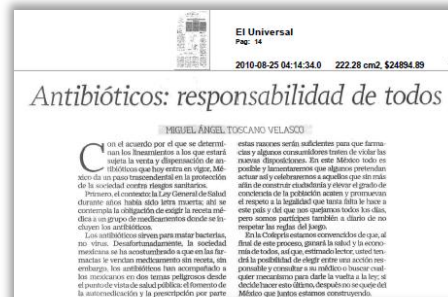 El Universal
Pag: 14
2010-08-25 04:14:34.0 222.28 cm2, $24894.89
Antibióticos: responsabilidad de todos
MIGUEL ÁNGEL TOSCANO VELASCO
Con el acuerdo por el que se determi-
nan los lineamientos a los que estará
sujeta la venta y dispensación de an-
tibióticos que hoy entra en vigor, Mé-
xico da un paso trascendental en la protección
de la sociedad contra riesgos sanitarios.
Primero, el contexto: la Ley General de Salud
durante años había sido letra muerta; ahí se
contempla la obligación de exigir la receta mé-
dica a un grupo de medicamentos donde se in-
cluyen los antibióticos.
Los antibióticos sirven para matar bacterias,
no virus. Desafortunadamente, la sociedad
mexicana se ha acostumbrado a que en las far-
macias le vendan medicamento sin receta, sin
embargo, los antibióticos han acompañado a
los mexicanos en dos temas peligrosos desde
el punto de vista de salud pública: el fomento de
la automedicación y la prescripción por parte
estas razones serán suficientes para que farma-
cias y algunos consumidores traten de violar las
nuevas disposiciones. En este México todo es
posible y lamentaremos que algunos pretendan
actuar así y celebraremos a aquellos que sin más
afán de construir ciudadanía y elevar el grado de
conciencia de la población acaten y promuevan
el respeto a la legalidad que tanta falta le hace a
este país y del que nos quejamos todos los días,
pero somos partícipes también a diario de no
respetar las reglas del juego.
En la Cofepris estamos convencidos de que, al
final de este proceso, ganará la salud y la econo-
mía de todos, así que, estimado lector, usted ten-
drá la posibilidad de elegir entre una acción res-
ponsable y consultar a su médico o buscar cual-
quier mecanismo para darle la vuelta a la ley; si
decide hacer esto último, después no se queje del
México que juntos estamos construyendo.